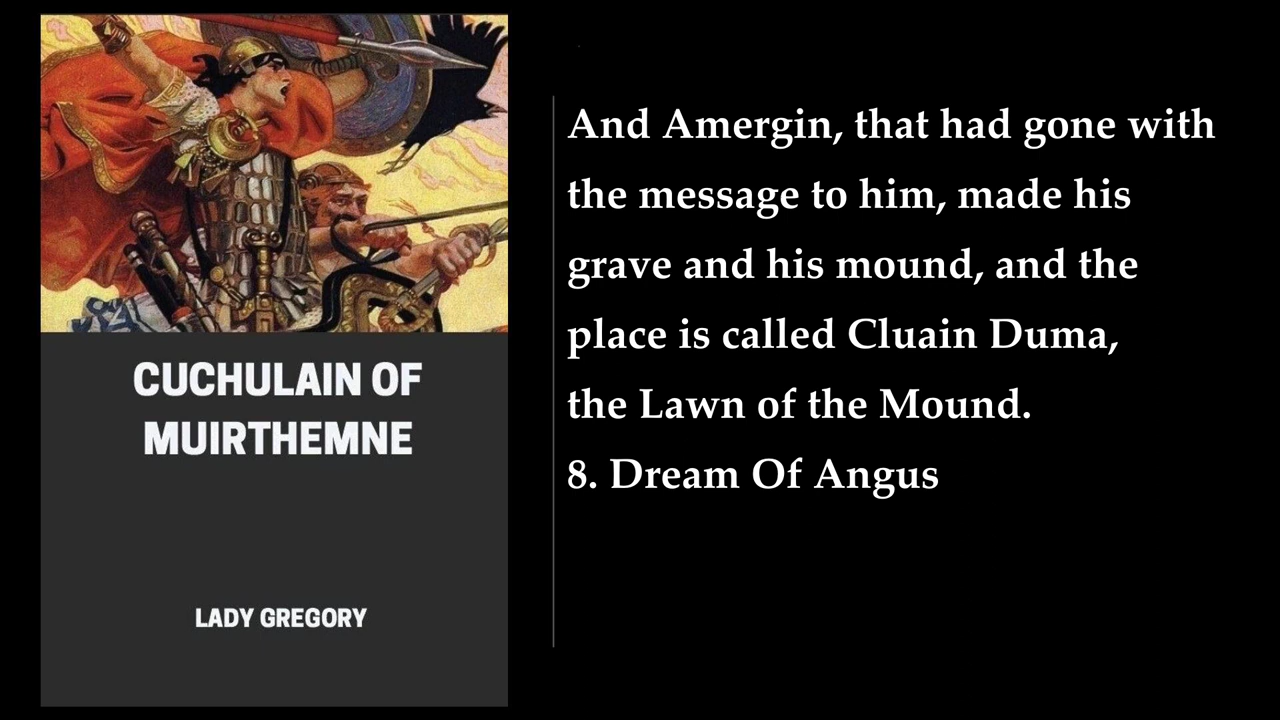 CUCHULAIN OF
MUIRTHEMNE
LADY GREGORY
And Amergin, that had gone with
the message to him, made his
grave and his mound, and the
place is called Cluain Duma,
the Lawn of the Mound.
8. Dream Of Angus